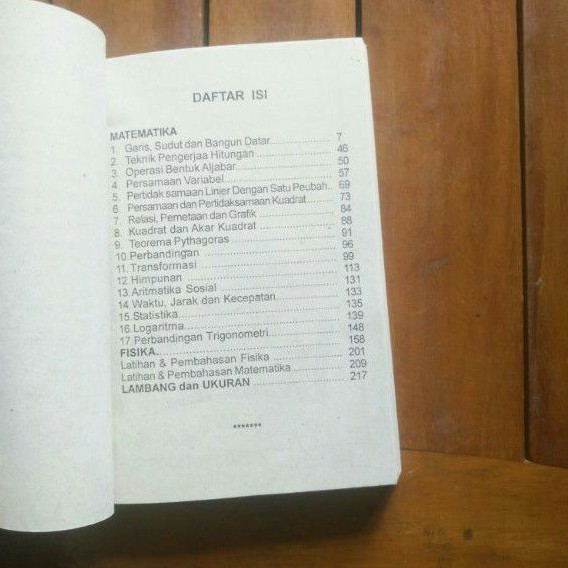 DAFTAR ISI
MATEMATIKA
1. Garis, Sudut dan Bangun Datar 7
2. Teknik Pengerjaa Hitungan 46
3. Operasi Bentuk Aljabar 50
4. Persamaan Variabel 57
5. Pertidak samaan Linier Dengan Satu Peubah 69
6 Persamaan dan Pertidaksamaan Kuadrat 73
7. Relasi, Pemetaan dan Grafik 84
8. Kuadrat dan Akar Kuadrat 88
9. Teorema Pythagoras 91
10.Perbandingan 96
11.Transformasi 99
12.Himpunan 113
13.Aritmatika Sosial 131
14.Waktu, Jarak dan Kecepatan 133
15.Statistika 135
16.Logaritma 139
17 Perbandingan Trigonometri 148
FISIKA 158
Latihan & Pembahasan Fisika 201
Latihan & Pembahasan Matematika 209
LAMBANG dan UKURAN 217
*******